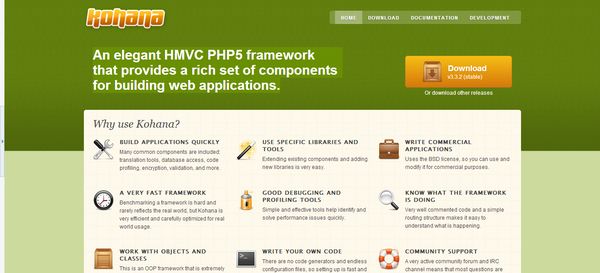 kohana
HOME DOWNLOAD DOCUMENTATION DEVELOPMENT
An elegant HMVC PHP5 framework
that provides a rich set of components
for building web applications.
Download
v3.3.2 (stable)
Or download other releases
Why use Kohana?
BUILD APPLICATIONS QUICKLY
Many common components are included:
translation tools, database access, code
profiling, encryption, validation, and more.
USE SPECIFIC LIBRARIES AND
TOOLS
Extending existing components and adding
new libraries is very easy.
WRITE COMMERCIAL
APPLICATIONS
Uses the BSD license, so you can use and
modify it for commercial purposes.
A VERY FAST FRAMEWORK
Benchmarking a framework is hard and
rarely reflects the real world, but Kohana is
very efficient and carefully optimized for real
world usage.
GOOD DEBUGGING AND
PROFILING TOOLS
Simple and effective tools help identify and
solve performance issues quickly.
KNOW WHAT THE FRAMEWORK
IS DOING
Very well commented code and a simple
routing structure makes it easy to
understand what is happening.
WORK WITH OBJECTS AND
CLASSES
This is an OOP framework that is extremely
WRITE YOUR OWN CODE
There are no code generators and endless
configuration files, so setting up is fast and
COMMUNITY SUPPORT
A very active community forum and IRC
channel means that most questions are